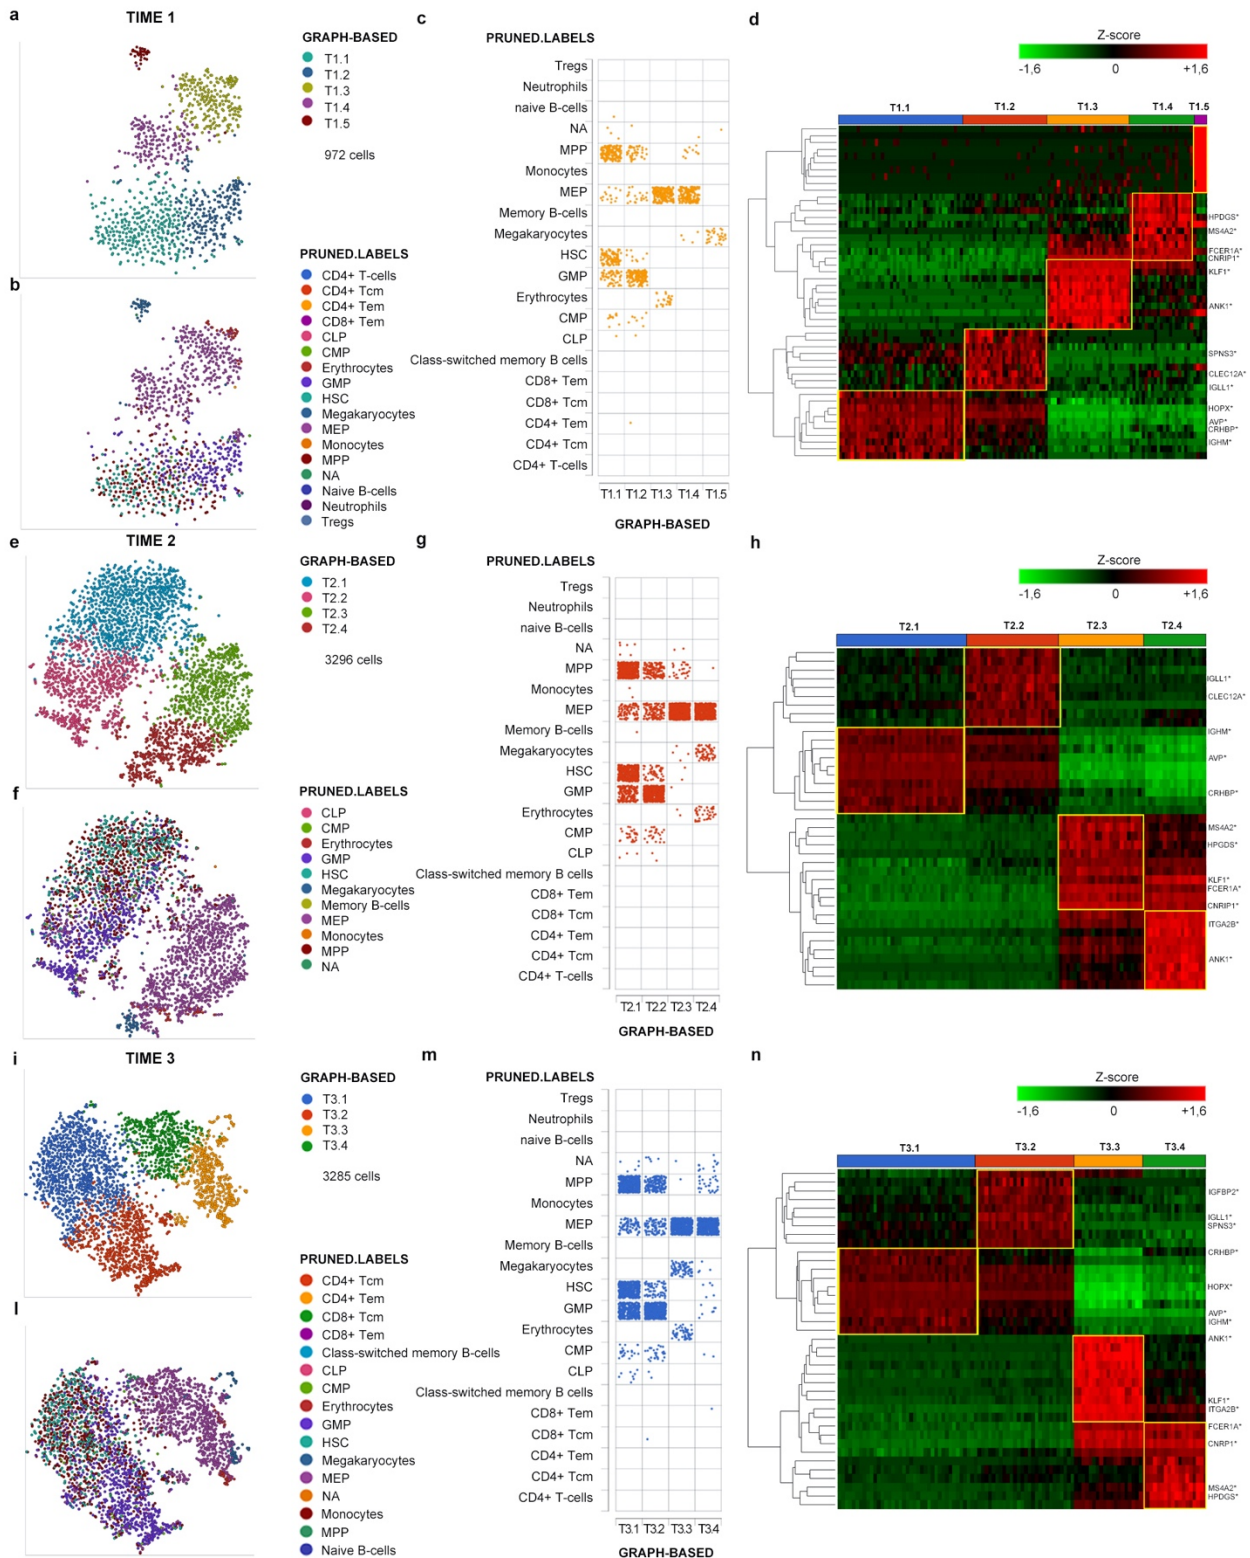 a
TIME 1
GRAPH-BASED
T1.1
T1.2
T1.3
T1.4
T1.5
972 cells
b
PRUNED.LABELS
CD4+ T-cells
CD4+ Tcm
CD4+ Tem
CD8+ Tem
CLP
CMP
Erythrocytes
GMP
HSC
Megakaryocytes
MEP
Monocytes
MPP
NA
Naive B-cells
Neutrophils
Tregs
c
PRUNED.LABELS
Tregs
Neutrophils
naive B-cells
NA
MPP
Monocytes
MEP
Memory B-cells
Megakaryocytes
HSC
GMP
Erythrocytes
CMP
CLP
Class-switched memory B cells
CD8+ Tem
CD8+ Tcm
CD4+ Tem
CD4+ Tcm
CD4+ T-cells
T1.1 T1.2 T1.3 T1.4 T1.5
GRAPH-BASED
d
Z-score
-1,6 0 +1,6
T1.1 T1.2 T1.3 T1.4 T1.5
HPDGS*
MS4A2*
FCER1A*
CNRIP1*
KLF1*
ANK1*
SPNS3*
CLEC12A*
IGLL1*
HOPX*
AVP*
CRHBP*
IGHM*
e
TIME 2
GRAPH-BASED
T2.1
T2.2
T2.3
T2.4
3296 cells
f
PRUNED.LABELS
CLP
CMP
Erythrocytes
GMP
HSC
Megakaryocytes
Memory B-cells
MEP
Monocytes
MPP
NA
g
PRUNED.LABELS
Tregs
Neutrophils
naive B-cells
NA
MPP
Monocytes
MEP
Memory B-cells
Megakaryocytes
HSC
GMP
Erythrocytes
CMP
CLP
Class-switched memory B cells
CD8+ Tem
CD8+ Tcm
CD4+ Tem
CD4+ Tcm
CD4+ T-cells
T2.1 T2.2 T2.3 T2.4
GRAPH-BASED
h
Z-score
-1,6 0 +1,6
T2.1 T2.2 T2.3 T2.4
IGLL1*
CLEC12A*
IGHM*
AVP*
CRHBP*
MS4A2*
HPGDS*
KLF1*
FCER1A*
CNRIP1*
ITGA2B*
ANK1*
i
TIME 3
GRAPH-BASED
T3.1
T3.2
T3.3
T3.4
3285 cells
l
PRUNED.LABELS
CD4+ Tcm
CD4+ Tem
CD8+ Tcm
CD8+ Tem
Class-switched memory B-cells
CLP
CMP
Erythrocytes
GMP
HSC
Megakaryocytes
MEP
NA
Monocytes
MPP
Naive B-cells
m
PRUNED.LABELS
Tregs
Neutrophils
naive B-cells
NA
MPP
Monocytes
MEP
Memory B-cells
Megakaryocytes
HSC
GMP
Erythrocytes
CMP
CLP
Class-switched memory B cells
CD8+ Tem
CD8+ Tcm
CD4+ Tem
CD4+ Tcm
CD4+ T-cells
T3.1 T3.2 T3.3 T3.4
GRAPH-BASED
n
Z-score
-1,6 0 +1,6
T3.1 T3.2 T3.3 T3.4
IGFBP2*
IGLL1*
SPNS3*
CRHBP*
HOPX*
AVP*
IGHM*
ANK1*
KLF1*
ITGA2B*
FCER1A*
CNRP1*
MS4A2*
HPDGS*